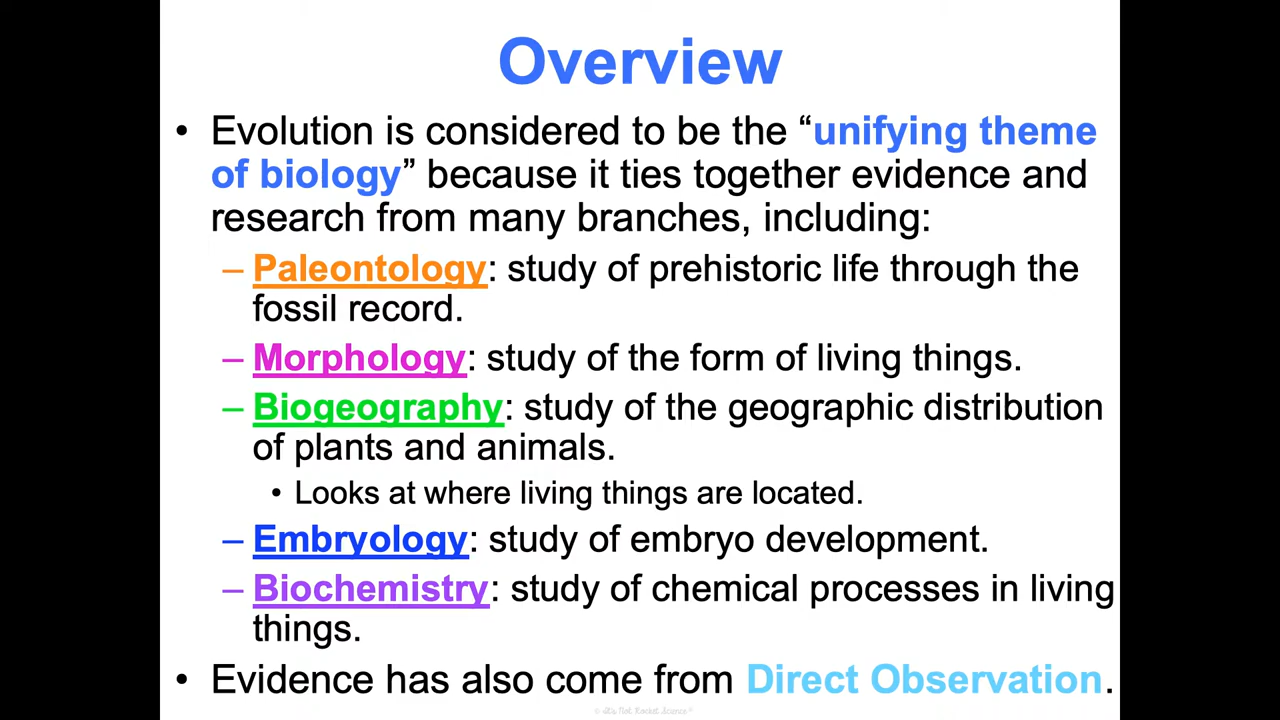 Overview
• Evolution is considered to be the “unifying theme
of biology” because it ties together evidence and
research from many branches, including:
– Paleontology: study of prehistoric life through the
fossil record.
– Morphology: study of the form of living things.
– Biogeography: study of the geographic distribution
of plants and animals.
• Looks at where living things are located.
– Embryology: study of embryo development.
– Biochemistry: study of chemical processes in living
things.
• Evidence has also come from Direct Observation.
© It's Not Rocket Science®